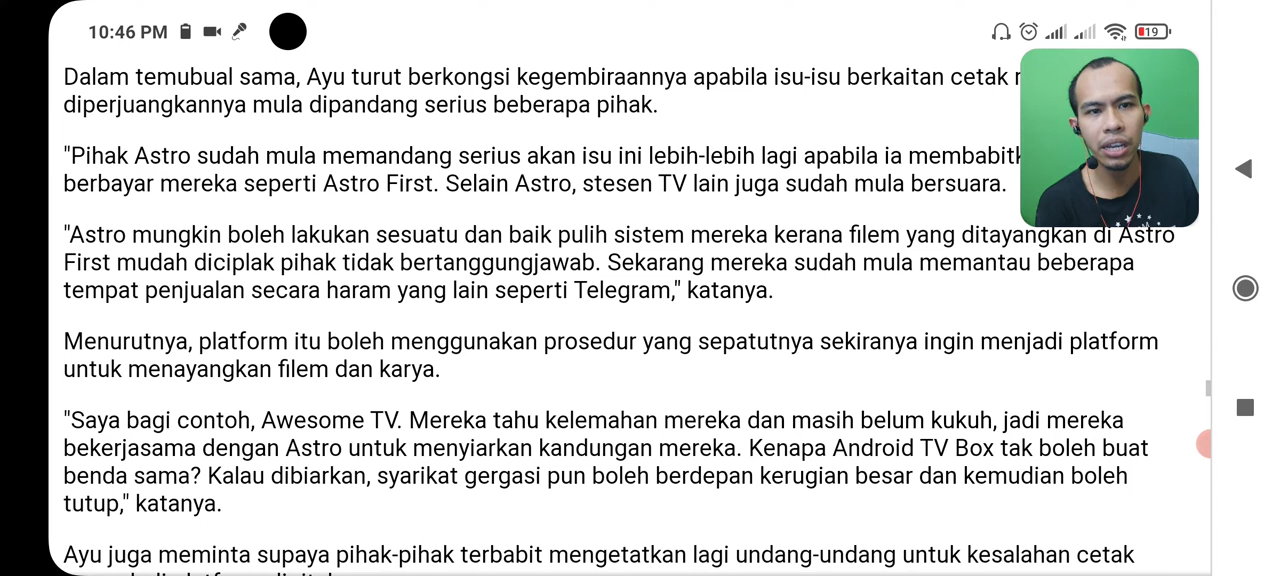 10:46 PM
19
Dalam temubual sama, Ayu turut berkongsi kegembiraannya apabila isu-isu berkaitan cetak
diperjuangkannya mula dipandang serius beberapa pihak.
"Pihak Astro sudah mula memandang serius akan isu ini lebih-lebih lagi apabila ia
berbayar mereka seperti Astro First. Selain Astro, stesen TV lain juga sudah mula bersuara.
"Astro mungkin boleh lakukan sesuatu dan baik pulih sistem mereka kerana filem yang ditayangkan di Astro
First mudah diciplak pihak tidak bertanggungjawab. Sekarang mereka sudah mula memantau beberapa
tempat penjualan secara haram yang lain seperti Telegram," katanya.
Menurutnya, platform itu boleh menggunakan prosedur yang sepatutnya sekiranya ingin menjadi platform
untuk menayangkan filem dan karya.
"Saya bagi contoh, Awesome TV. Mereka tahu kelemahan mereka dan masih belum kukuh, jadi mereka
bekerjasama dengan Astro untuk menyiarkan kandungan mereka. Kenapa Android TV Box tak boleh buat
benda sama? Kalau dibiarkan, syarikat gergasi pun boleh berdepan kerugian besar dan kemudian boleh
tutup," katanya.
Ayu juga meminta supaya pihak-pihak terbabit mengetatkan lagi undang-undang untuk kesalahan cetak